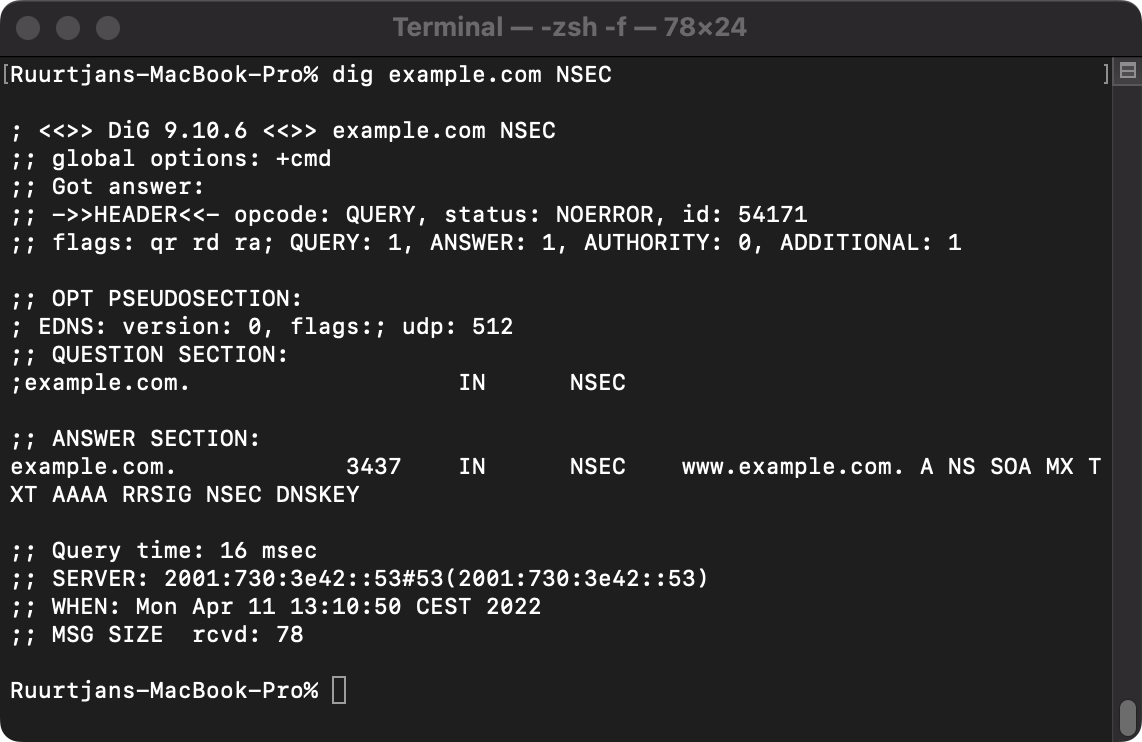 Terminal — -zsh -f — 78×24
[Ruurtjans-MacBook-Pro% dig example.com NSEC ]
; <<>> DiG 9.10.6 <<>> example.com NSEC
;; global options: +cmd
;; Got answer:
;; ->>HEADER<<- opcode: QUERY, status: NOERROR, id: 54171
;; flags: qr rd ra; QUERY: 1, ANSWER: 1, AUTHORITY: 0, ADDITIONAL: 1
;; OPT PSEUDOSECTION:
; EDNS: version: 0, flags:; udp: 512
;; QUESTION SECTION:
;example.com. IN NSEC
;; ANSWER SECTION:
example.com. 3437 IN NSEC www.example.com. A NS SOA MX T
XT AAAA RRSIG NSEC DNSKEY
;; Query time: 16 msec
;; SERVER: 2001:730:3e42::53#53(2001:730:3e42::53)
;; WHEN: Mon Apr 11 13:10:50 CEST 2022
;; MSG SIZE  rcvd: 78
Ruurtjans-MacBook-Pro%